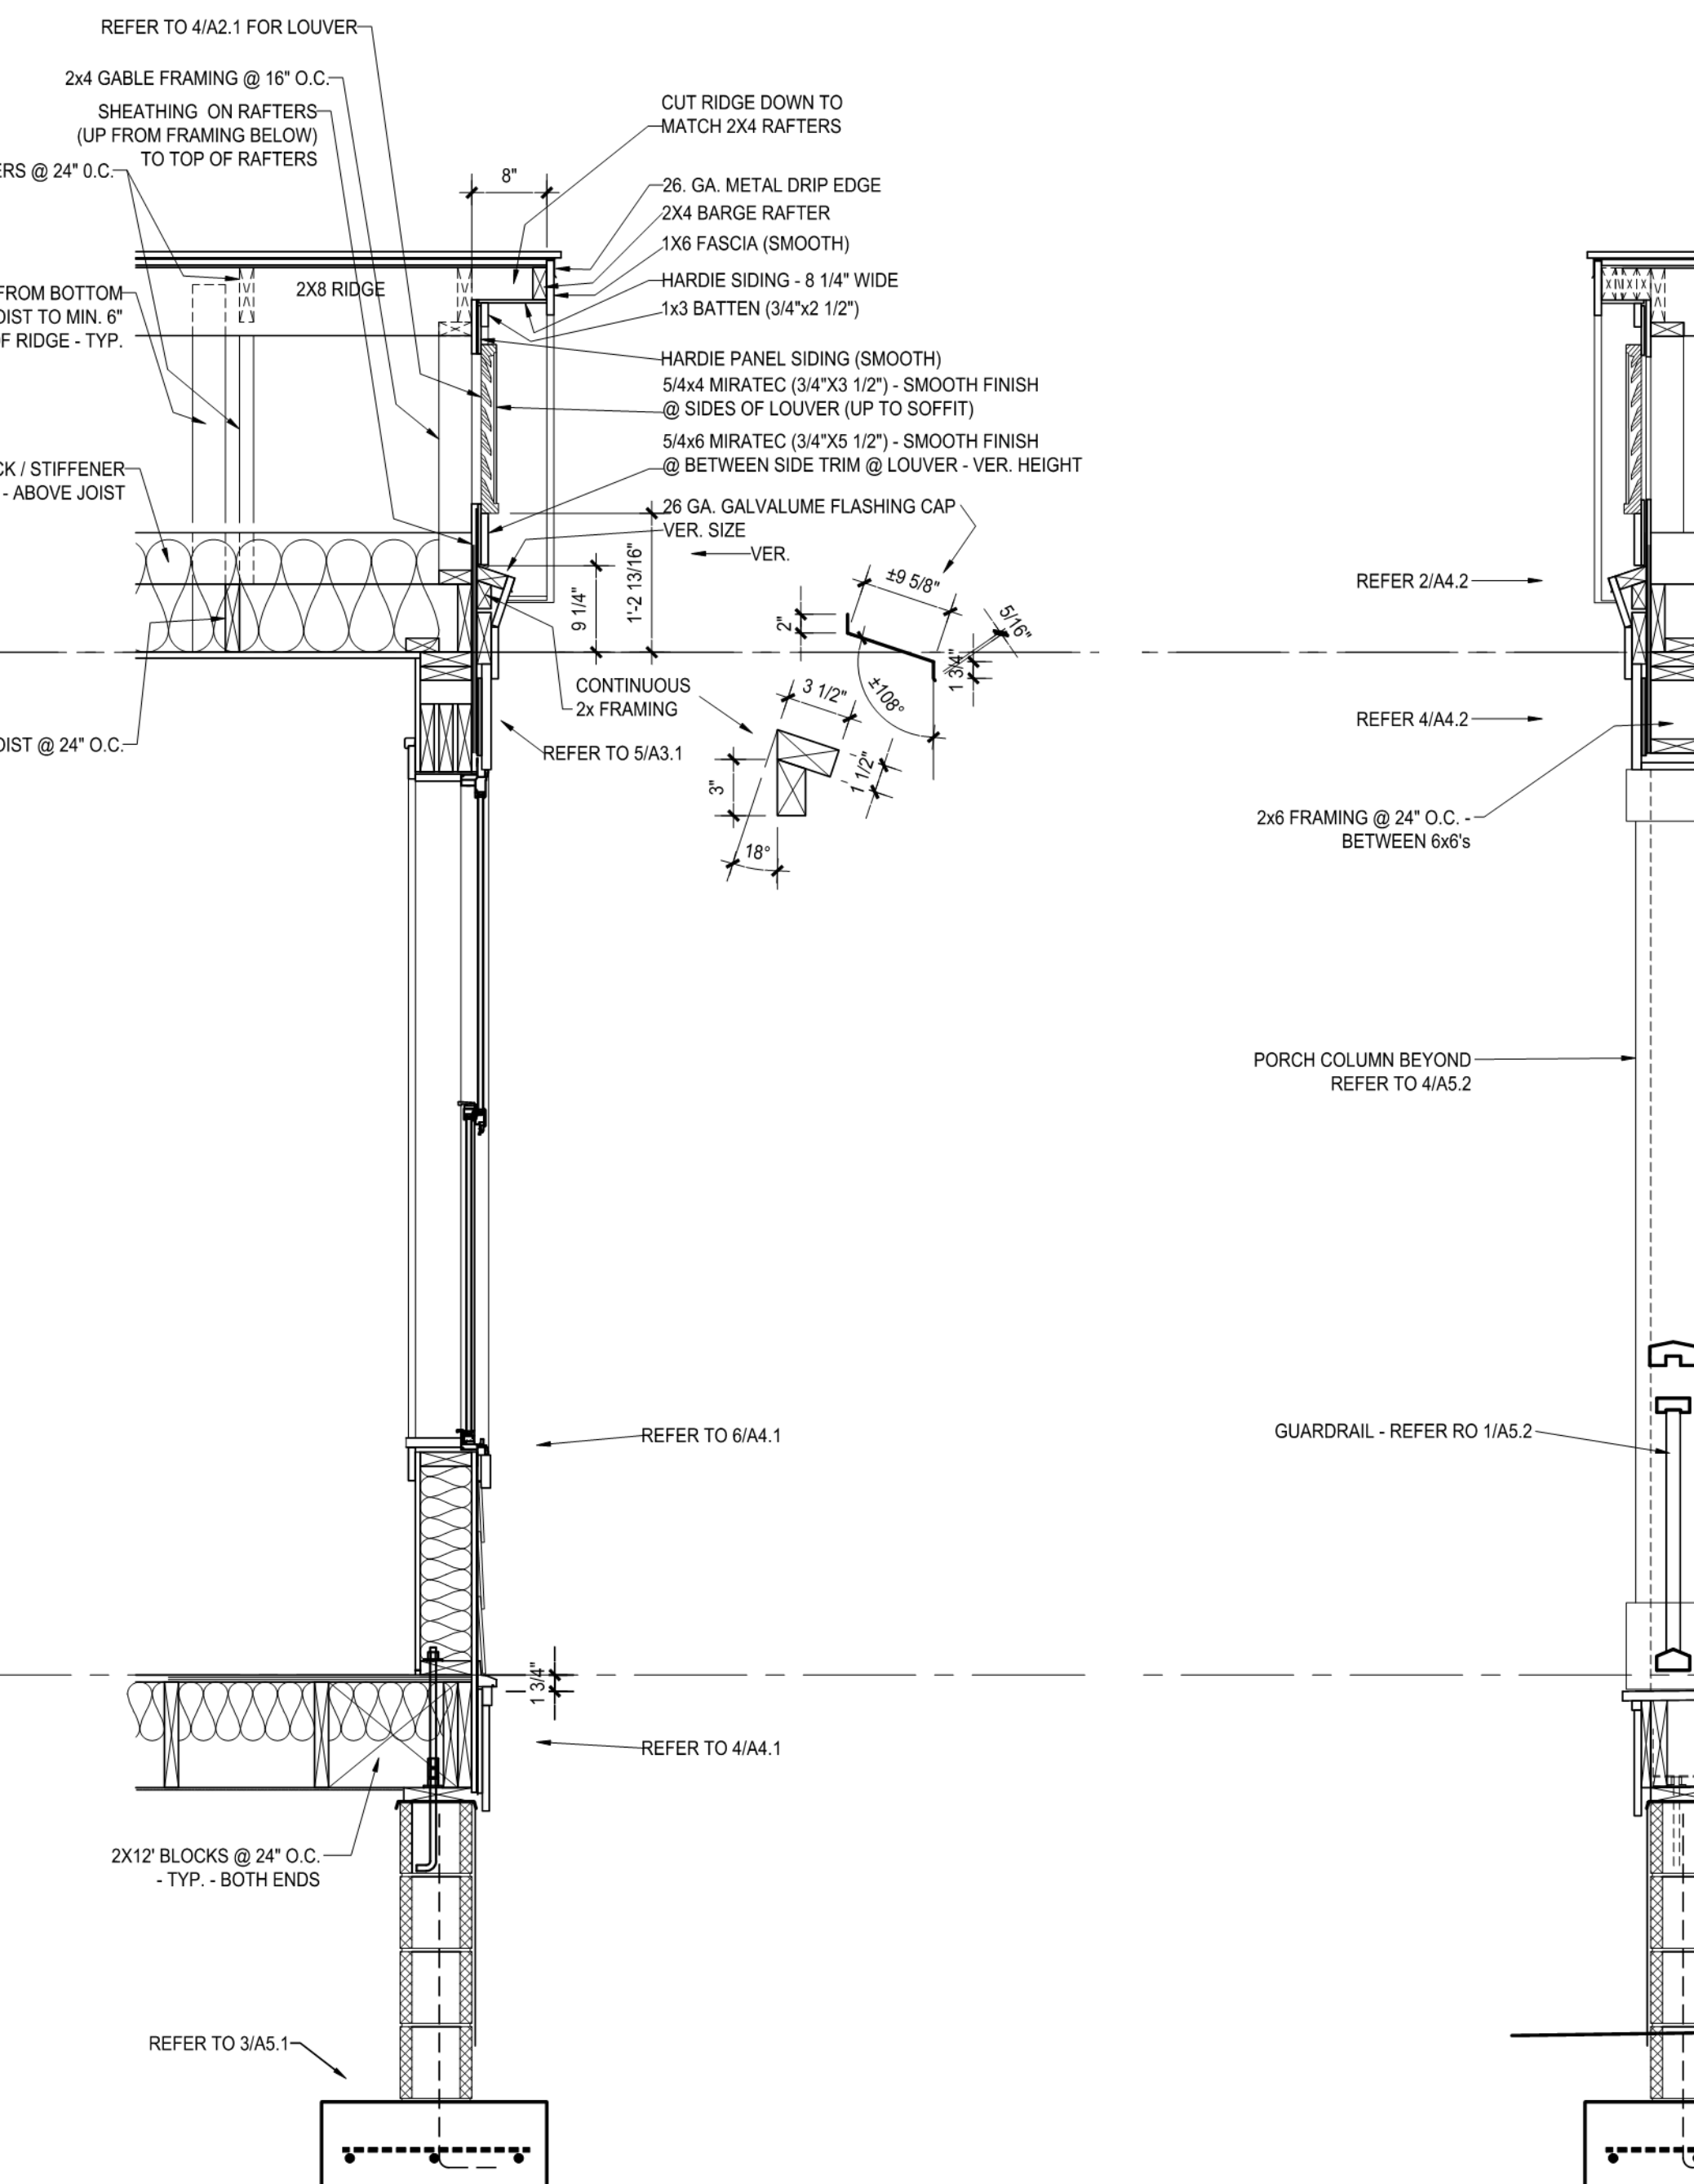 REFER TO 4/A2.1 FOR LOUVER
2x4 GABLE FRAMING @ 16" O.C.
SHEATHING ON RAFTERS
(UP FROM FRAMING BELOW)
TO TOP OF RAFTERS
ERS @ 24" 0.C.
FROM BOTTOM
OIST TO MIN. 6"
OF RIDGE - TYP.
CK / STIFFENER
- ABOVE JOIST
OIST @ 24" O.C.
2X8 RIDGE
8"
CUT RIDGE DOWN TO
MATCH 2X4 RAFTERS
26. GA. METAL DRIP EDGE
2X4 BARGE RAFTER
1X6 FASCIA (SMOOTH)
HARDIE SIDING - 8 1/4" WIDE
1x3 BATTEN (3/4"x2 1/2")
HARDIE PANEL SIDING (SMOOTH)
5/4x4 MIRATEC (3/4"X3 1/2") - SMOOTH FINISH
@ SIDES OF LOUVER (UP TO SOFFIT)
5/4x6 MIRATEC (3/4"X5 1/2") - SMOOTH FINISH
@ BETWEEN SIDE TRIM @ LOUVER - VER. HEIGHT
26 GA. GALVALUME FLASHING CAP
VER. SIZE
VER.
9 1/4"
1'-2 13/16"
±9 5/8"
2"
5/16"
1 3/4"
±108°
CONTINUOUS
2x FRAMING
3 1/2"
3"
1 1/2"
18°
REFER TO 5/A3.1
REFER TO 6/A4.1
1 3/4"
REFER TO 4/A4.1
2X12' BLOCKS @ 24" O.C.
- TYP. - BOTH ENDS
REFER TO 3/A5.1
REFER 2/A4.2
REFER 4/A4.2
2x6 FRAMING @ 24" O.C. -
BETWEEN 6x6's
PORCH COLUMN BEYOND
REFER TO 4/A5.2
GUARDRAIL - REFER RO 1/A5.2